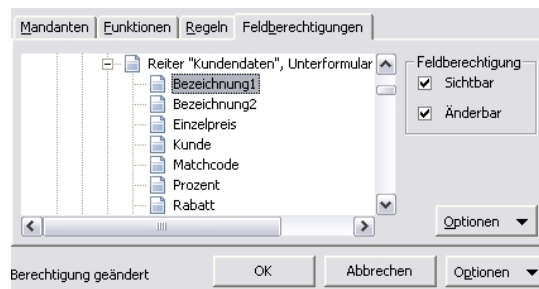 Mandanten Funktionen Regeln Feldberechtigungen
Reiter "Kundendaten", Unterformular
Bezeichnung1
Bezeichnung2
Einzelpreis
Kunde
Matchcode
Prozent
Rabatt
Feldberechtigung
Sichtbar
Änderbar
Optionen
Berechtigung geändert OK Abbrechen Optionen